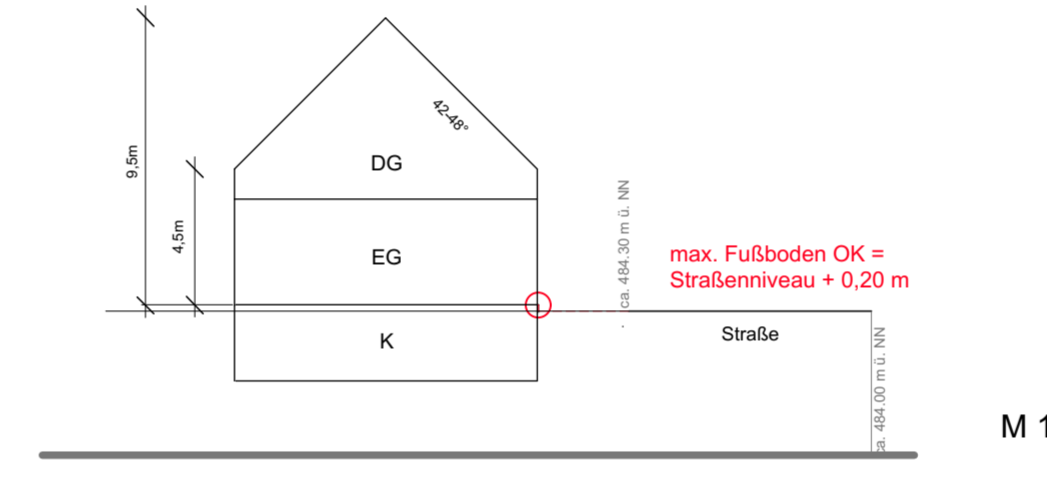 42-48°
9,5m
DG
4,5m
EG
ca. 484.30 m ü. NN
max. Fußboden OK =
Straßenniveau + 0,20 m
Straße
K
ca. 484.00 m ü. NN
M 1